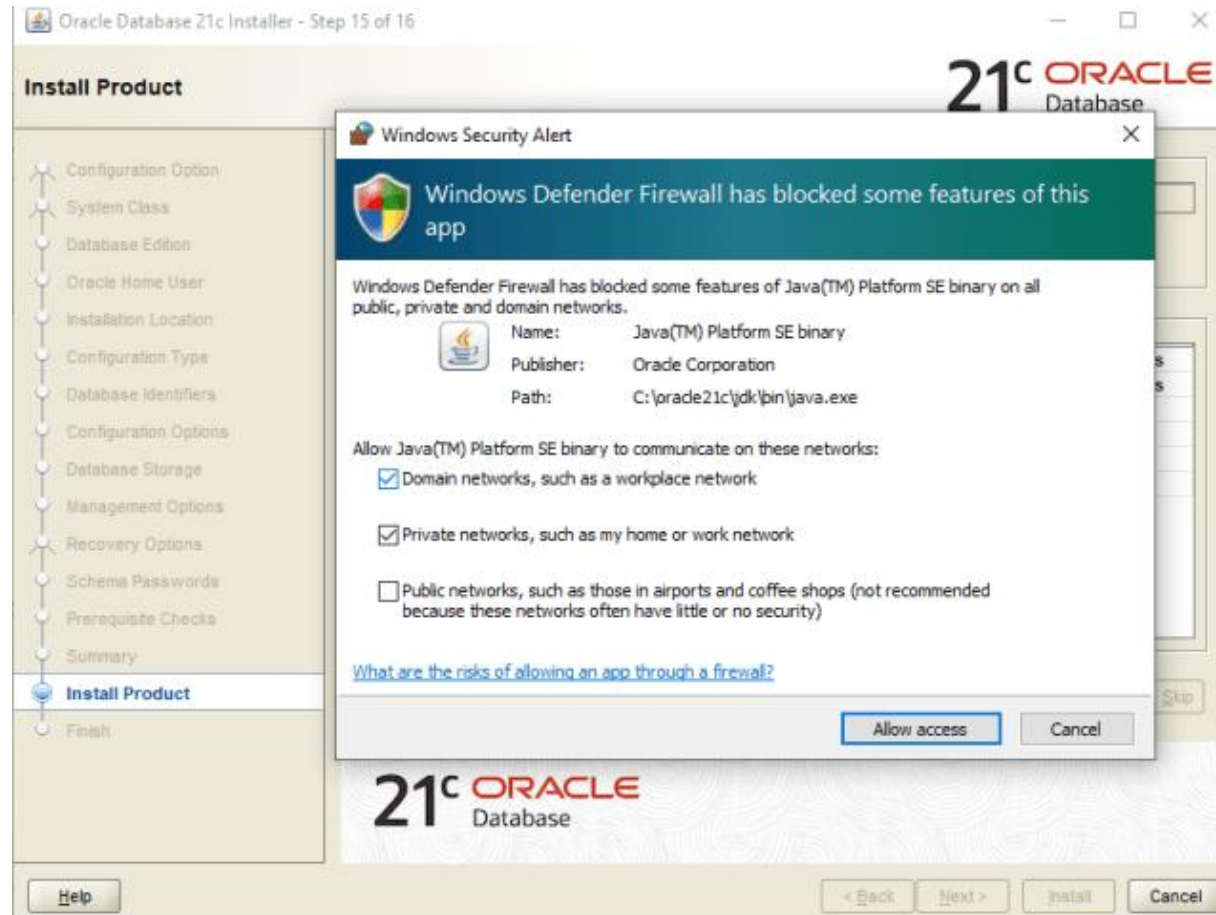 Oracle Database 21c Installer - Step 15 of 16
Install Product
21c ORACLE
Database
Configuration Option
System Class
Database Edition
Oracle Home User
Installation Location
Configuration Type
Database Identifiers
Configuration Options
Database Storage
Management Options
Recovery Options
Schema Passwords
Prerequisite Checks
Summary
Install Product
Finish
Windows Security Alert
Windows Defender Firewall has blocked some features of this
app
Windows Defender Firewall has blocked some features of Java(TM) Platform SE binary on all
public, private and domain networks.
Name: Java(TM) Platform SE binary
Publisher: Oracle Corporation
Path: C:\oracle21c\jdk\bin\java.exe
Allow Java(TM) Platform SE binary to communicate on these networks:
Domain networks, such as a workplace network
Private networks, such as my home or work network
Public networks, such as those in airports and coffee shops (not recommended
because these networks often have little or no security)
What are the risks of allowing an app through a firewall?
Allow access Cancel
s
s
Skip
21c ORACLE
Database
Help < Back Next > Install Cancel